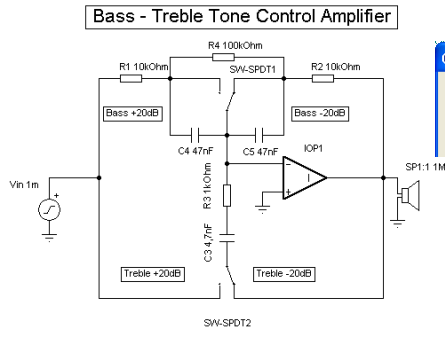 Bass - Treble Tone Control Amplifier
R4 100kOhm
R1 10kOhm
SW-SPDT1
R2 10kOhm
Bass +20dB
Bass -20dB
C4 47nF
C5 47nF
IOP1
SP1:1 1M
Vin 1m
R3 1kOhm
C3 4,7nF
Treble +20dB
Treble -20dB
SW-SPDT2